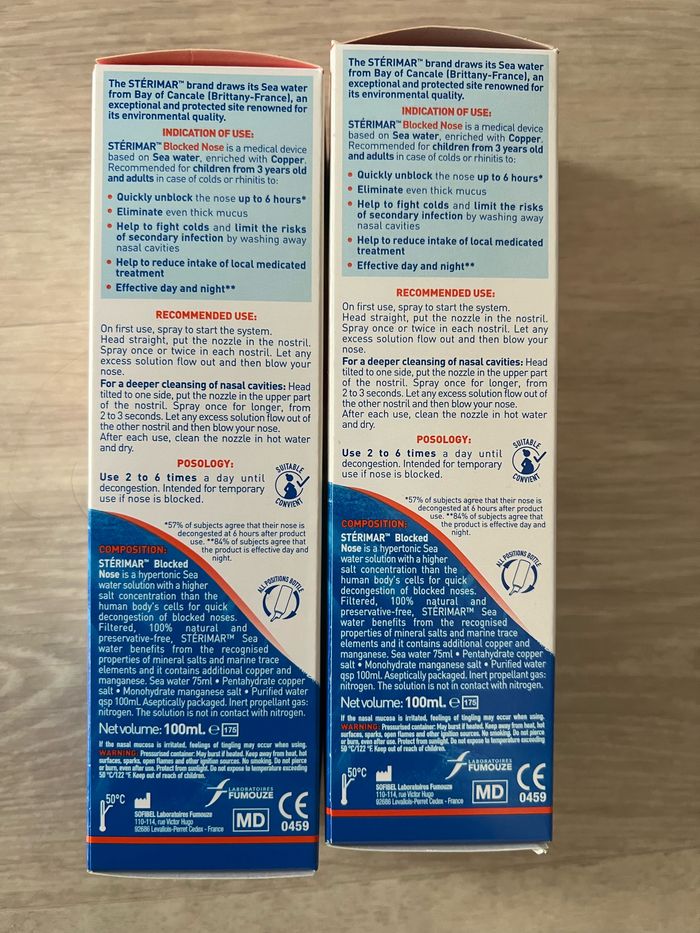 The STÉRIMAR™ brand draws its Sea water
from Bay of Cancale (Brittany-France), an
exceptional and protected site renowned for
its environmental quality.
INDICATION OF USE:
STÉRIMAR™ Blocked Nose is a medical device
based on Sea water, enriched with Copper.
Recommended for children from 3 years old
and adults in case of colds or rhinitis to:
• Quickly unblock the nose up to 6 hours*
• Eliminate even thick mucus
• Help to fight colds and limit the risks
of secondary infection by washing away
nasal cavities
• Help to reduce intake of local medicated
treatment
• Effective day and night**
RECOMMENDED USE:
On first use, spray to start the system.
Head straight, put the nozzle in the nostril.
Spray once or twice in each nostril. Let any
excess solution flow out and then blow your
nose.
For a deeper cleansing of nasal cavities: Head
tilted to one side, put the nozzle in the upper part
of the nostril. Spray once for longer, from
2 to 3 seconds. Let any excess solution flow out of
the other nostril and then blow your nose.
After each use, clean the nozzle in hot water
and dry.
POSOLOGY:
Use 2 to 6 times a day until
decongestion. Intended for temporary
use if nose is blocked.
SUITABLE
CONVIENT
*57% of subjects agree that their nose is
decongested at 6 hours after product
use. **84% of subjects agree that
the product is effective day and
night.
COMPOSITION:
STÉRIMAR™ Blocked
Nose is a hypertonic Sea
water solution with a higher
salt concentration than the
human body's cells for quick
decongestion of blocked noses.
Filtered, 100% natural and
preservative-free, STÉRIMAR™ Sea
water benefits from the recognised
properties of mineral salts and marine trace
elements and it contains additional copper and
manganese. Sea water 75ml • Pentahydrate copper
salt • Monohydrate manganese salt • Purified water
qsp 100ml. Aseptically packaged. Inert propellant gas:
nitrogen. The solution is not in contact with nitrogen.
ALL POSITIONS BOTTLE
Net volume: 100ml. ℮ 175
If the nasal mucosa is irritated, feelings of tingling may occur when using.
WARNING: Pressurised container: May burst if heated. Keep away from heat, hot
surfaces, sparks, open flames and other ignition sources. No smoking. Do not pierce
or burn, even after use. Protect from sunlight. Do not expose to temperature exceeding
50 °C/122 °F. Keep out of reach of children.
50°C
LABORATOIRES
FUMOUZE
SOFIBEL Laboratoires Fumouze
110-114, rue Victor Hugo
92686 Levallois-Perret Cedex - France
MD
CE
0459
The STÉRIMAR™ brand draws its Sea water
from Bay of Cancale (Brittany-France), an
exceptional and protected site renowned for
its environmental quality.
INDICATION OF USE:
STÉRIMAR™ Blocked Nose is a medical device
based on Sea water, enriched with Copper.
Recommended for children from 3 years old
and adults in case of colds or rhinitis to:
• Quickly unblock the nose up to 6 hours*
• Eliminate even thick mucus
• Help to fight colds and limit the risks
of secondary infection by washing away
nasal cavities
• Help to reduce intake of local medicated
treatment
• Effective day and night**
RECOMMENDED USE:
On first use, spray to start the system.
Head straight, put the nozzle in the nostril.
Spray once or twice in each nostril. Let any
excess solution flow out and then blow your
nose.
For a deeper cleansing of nasal cavities: Head
tilted to one side, put the nozzle in the upper part
of the nostril. Spray once for longer, from
2 to 3 seconds. Let any excess solution flow out of
the other nostril and then blow your nose.
After each use, clean the nozzle in hot water
and dry.
POSOLOGY:
Use 2 to 6 times a day until
decongestion. Intended for temporary
use if nose is blocked.
SUITABLE
CONVIENT
*57% of subjects agree that their nose is
decongested at 6 hours after product
use. **84% of subjects agree that
the product is effective day and
night.
COMPOSITION:
STÉRIMAR™ Blocked
Nose is a hypertonic Sea
water solution with a higher
salt concentration than the
human body's cells for quick
decongestion of blocked noses.
Filtered, 100% natural and
preservative-free, STÉRIMAR™ Sea
water benefits from the recognised
properties of mineral salts and marine trace
elements and it contains additional copper and
manganese. Sea water 75ml • Pentahydrate copper
salt • Monohydrate manganese salt • Purified water
qsp 100ml. Aseptically packaged. Inert propellant gas:
nitrogen. The solution is not in contact with nitrogen.
ALL POSITIONS BOTTLE
Net volume: 100ml. ℮ 175
If the nasal mucosa is irritated, feelings of tingling may occur when using.
WARNING: Pressurised container: May burst if heated. Keep away from heat, hot
surfaces, sparks, open flames and other ignition sources. No smoking. Do not pierce
or burn, even after use. Protect from sunlight. Do not expose to temperature exceeding
50 °C/122 °F. Keep out of reach of children.
50°C
LABORATOIRES
FUMOUZE
SOFIBEL Laboratoires Fumouze
110-114, rue Victor Hugo
92686 Levallois-Perret Cedex - France
MD
CE
0459